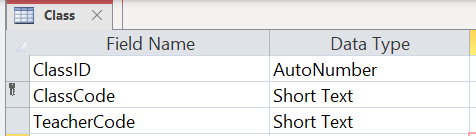 Class
Field Name Data Type
ClassID AutoNumber
ClassCode Short Text
TeacherCode Short Text